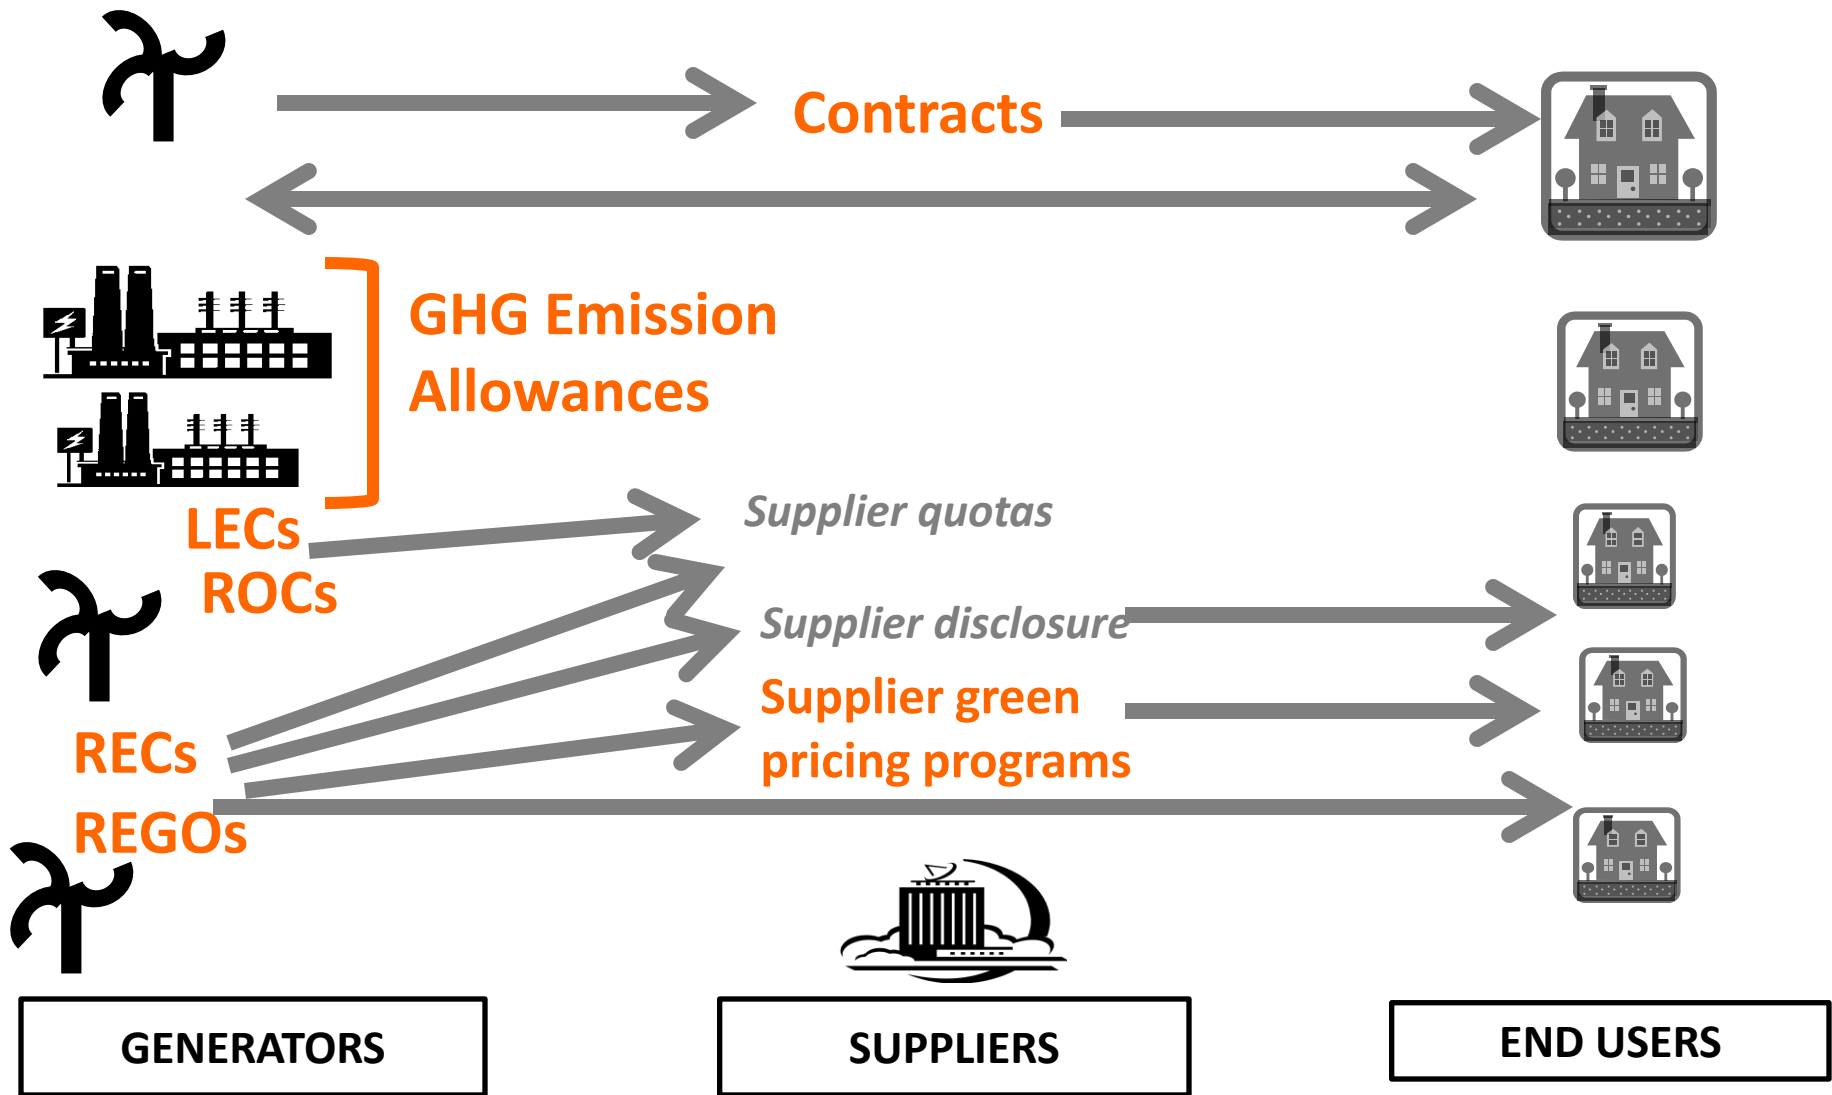 Contracts
GHG Emission
Allowances
LECs
ROCs
Supplier quotas
Supplier disclosure
Supplier green
pricing programs
RECs
REGOs
GENERATORS
SUPPLIERS
END USERS